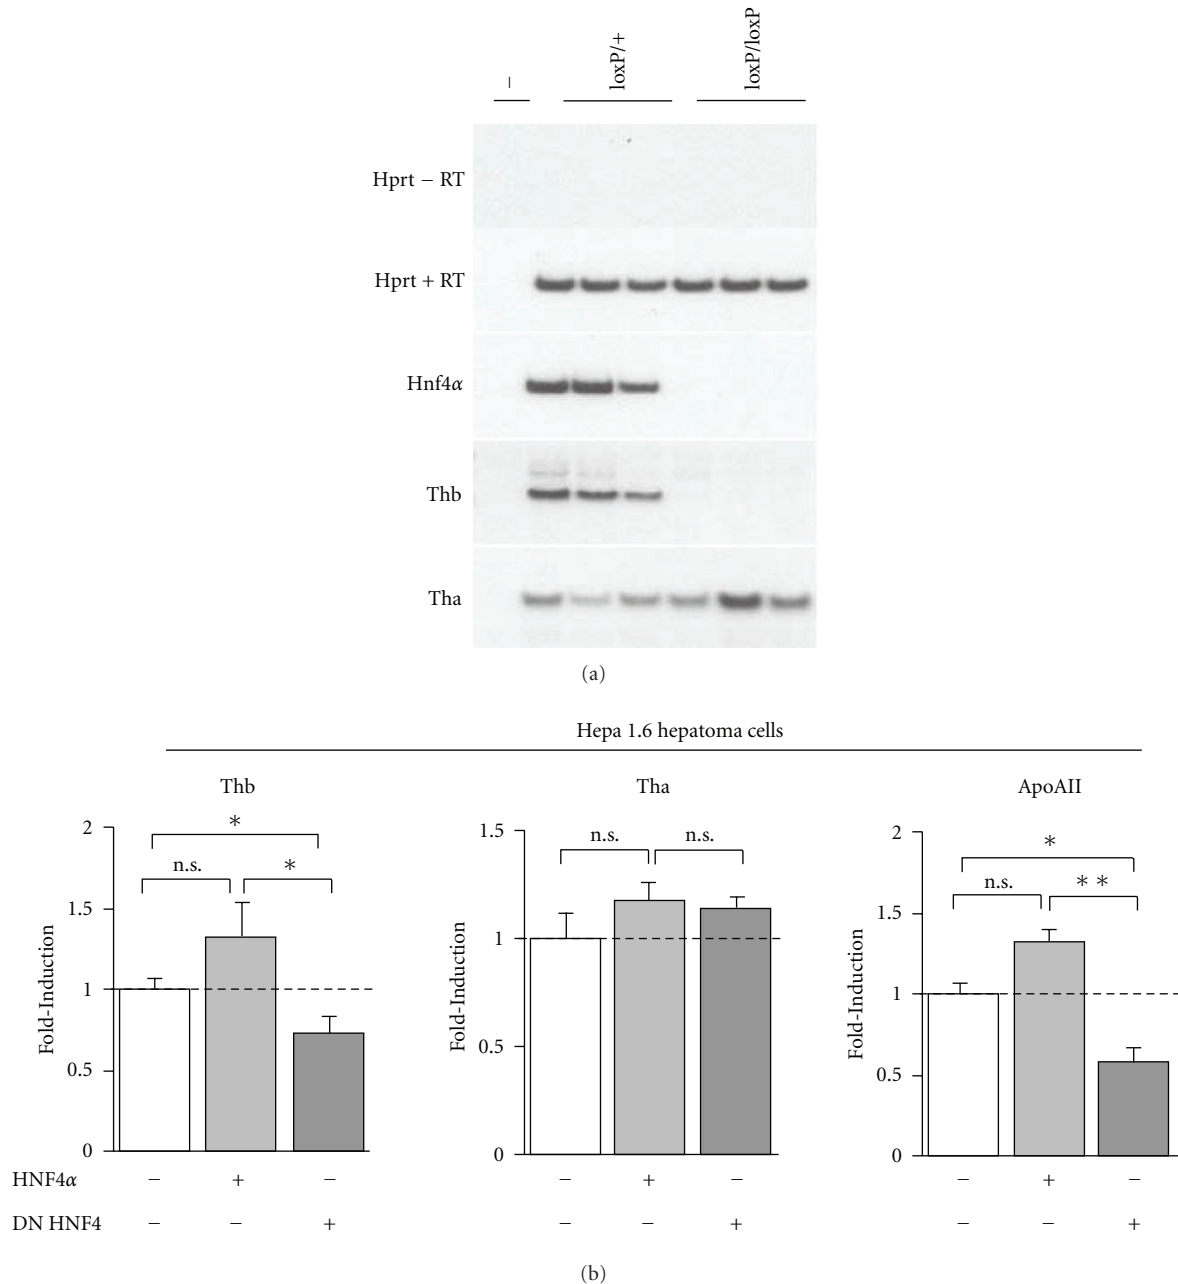 –
loxP/+
loxP/loxP
Hprt − RT
Hprt + RT
Hnf4α
Thb
Tha
(a)
Hepa 1.6 hepatoma cells
Thb
Fold-Induction
2
1.5
1
0.5
0
n.s.
*
*
Tha
Fold-Induction
1.5
1
0.5
0
n.s.
n.s.
ApoAII
Fold-Induction
2
1.5
1
0.5
0
n.s.
*
* *
HNF4α − + − − + − − + −
DN HNF4 − − + − − + − − +
(b)